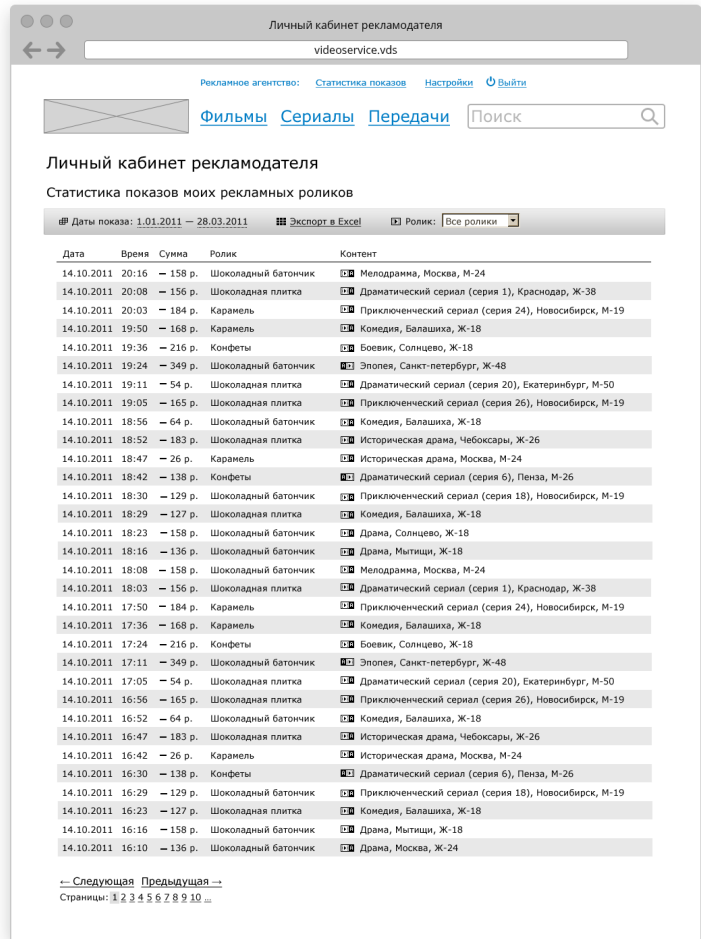 Личный кабинет рекламодателя
videoservice.vds
Рекламное агентство: Статистика показов Настройки Выйти
Фильмы Сериалы Передачи Поиск
Личный кабинет рекламодателя
Статистика показов моих рекламных роликов
Даты показа: 1.01.2011 — 28.03.2011 Экспорт в Excel Ролик: Все ролики
Дата Время Сумма Ролик Контент
14.10.2011 20:16 — 158 р. Шоколадный батончик Мелодрамма, Москва, М-24
14.10.2011 20:08 — 156 р. Шоколадная плитка Драматический сериал (серия 1), Краснодар, Ж-38
14.10.2011 20:03 — 184 р. Карамель Приключенческий сериал (серия 24), Новосибирск, М-19
14.10.2011 19:50 — 168 р. Карамель Комедия, Балашиха, Ж-18
14.10.2011 19:36 — 216 р. Конфеты Боевик, Солнцево, Ж-18
14.10.2011 19:24 — 349 р. Шоколадный батончик Эпопея, Санкт-петербург, Ж-48
14.10.2011 19:11 — 54 р. Шоколадная плитка Драматический сериал (серия 20), Екатеринбург, М-50
14.10.2011 19:05 — 165 р. Шоколадная плитка Приключенческий сериал (серия 26), Новосибирск, М-19
14.10.2011 18:56 — 64 р. Шоколадный батончик Комедия, Балашиха, Ж-18
14.10.2011 18:52 — 183 р. Шоколадная плитка Историческая драма, Чебоксары, Ж-26
14.10.2011 18:47 — 26 р. Карамель Историческая драма, Москва, М-24
14.10.2011 18:42 — 138 р. Конфеты Драматический сериал (серия 6), Пенза, М-26
14.10.2011 18:30 — 129 р. Шоколадный батончик Приключенческий сериал (серия 18), Новосибирск, М-19
14.10.2011 18:29 — 127 р. Шоколадная плитка Комедия, Балашиха, Ж-18
14.10.2011 18:23 — 158 р. Шоколадный батончик Драма, Солнцево, Ж-18
14.10.2011 18:16 — 136 р. Шоколадный батончик Драма, Мытищи, Ж-18
14.10.2011 18:08 — 158 р. Шоколадный батончик Мелодрамма, Москва, М-24
14.10.2011 18:03 — 156 р. Шоколадная плитка Драматический сериал (серия 1), Краснодар, Ж-38
14.10.2011 17:50 — 184 р. Карамель Приключенческий сериал (серия 24), Новосибирск, М-19
14.10.2011 17:36 — 168 р. Карамель Комедия, Балашиха, Ж-18
14.10.2011 17:24 — 216 р. Конфеты Боевик, Солнцево, Ж-18
14.10.2011 17:11 — 349 р. Шоколадный батончик Эпопея, Санкт-петербург, Ж-48
14.10.2011 17:05 — 54 р. Шоколадная плитка Драматический сериал (серия 20), Екатеринбург, М-50
14.10.2011 16:56 — 165 р. Шоколадная плитка Приключенческий сериал (серия 26), Новосибирск, М-19
14.10.2011 16:52 — 64 р. Шоколадный батончик Комедия, Балашиха, Ж-18
14.10.2011 16:47 — 183 р. Шоколадная плитка Историческая драма, Чебоксары, Ж-26
14.10.2011 16:42 — 26 р. Карамель Историческая драма, Москва, М-24
14.10.2011 16:30 — 138 р. Конфеты Драматический сериал (серия 6), Пенза, М-26
14.10.2011 16:29 — 129 р. Шоколадный батончик Приключенческий сериал (серия 18), Новосибирск, М-19
14.10.2011 16:23 — 127 р. Шоколадная плитка Комедия, Балашиха, Ж-18
14.10.2011 16:16 — 158 р. Шоколадный батончик Драма, Мытищи, Ж-18
14.10.2011 16:10 — 136 р. Шоколадный батончик Драма, Москва, Ж-24
← Следующая Предыдущая →
Страницы: 1 2 3 4 5 6 7 8 9 10 ...